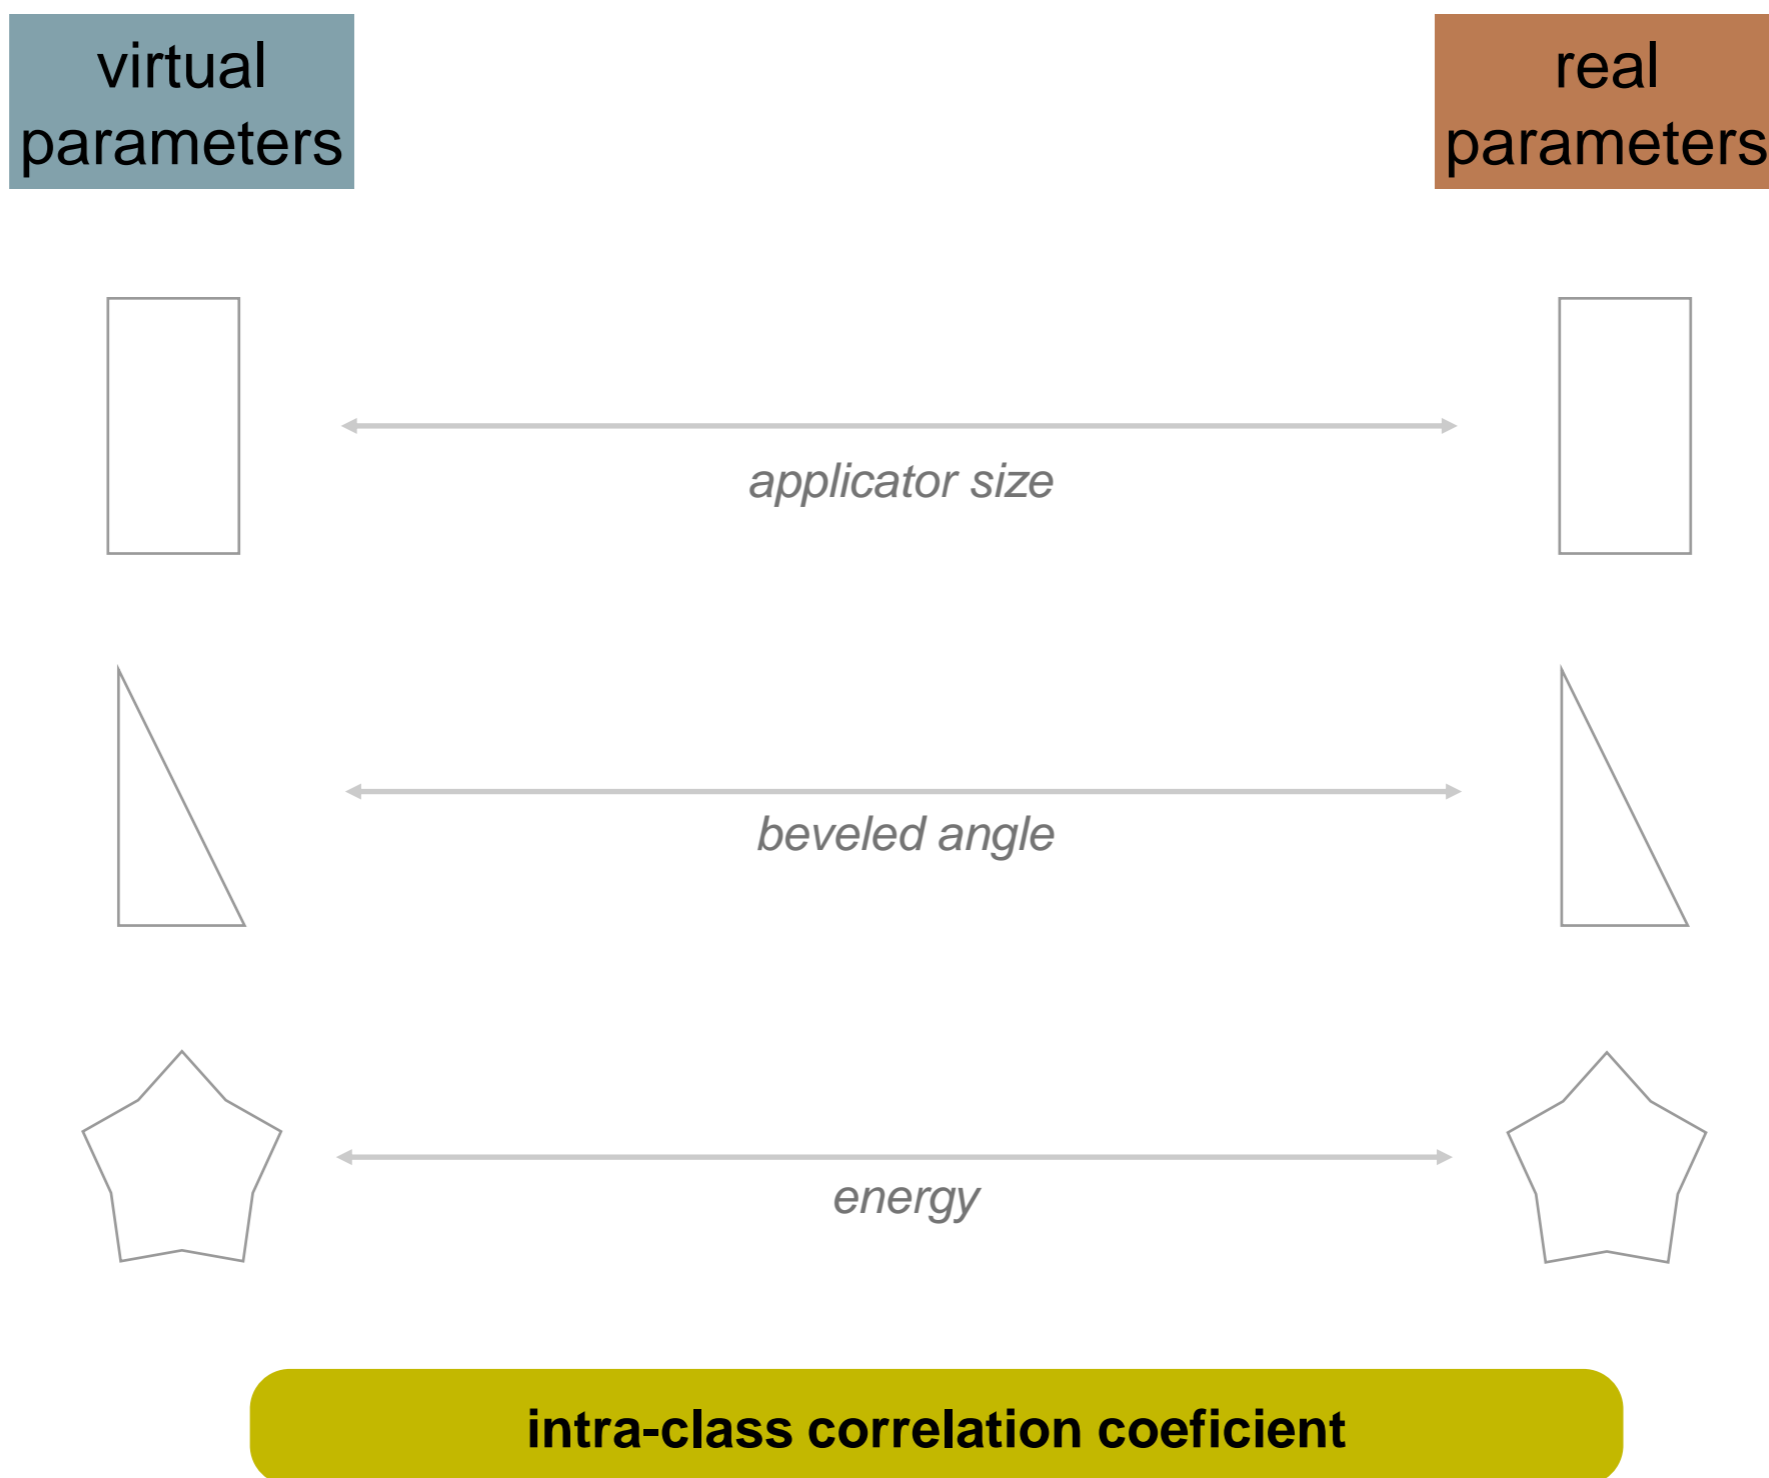 virtual
parameters
real
parameters
applicator size
beveled angle
energy
intra-class correlation coeficient